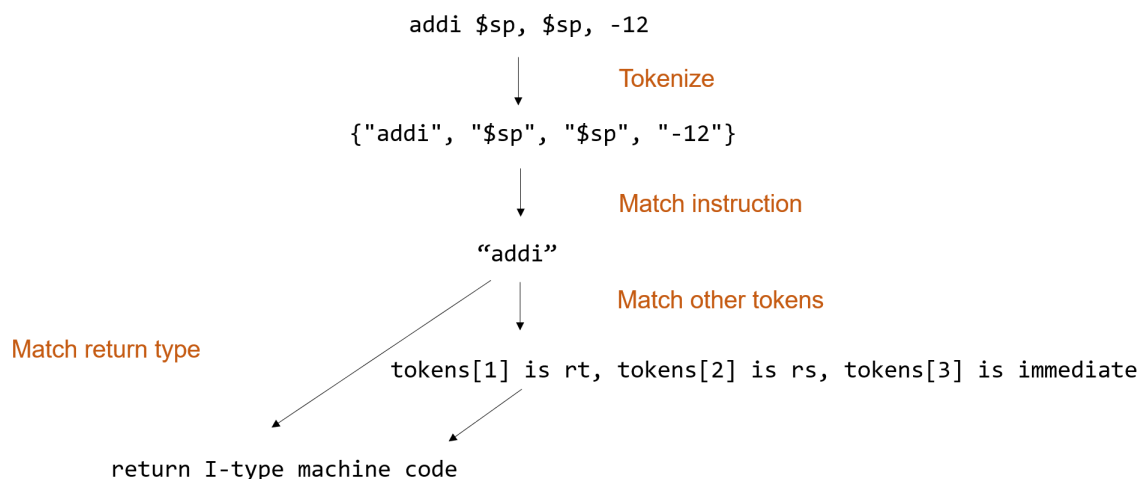 addi $sp, $sp, -12
Tokenize
{"addi", "$sp", "$sp", "-12"}
Match instruction
“addi”
Match other tokens
Match return type
tokens[1] is rt, tokens[2] is rs, tokens[3] is immediate
return I-type machine code